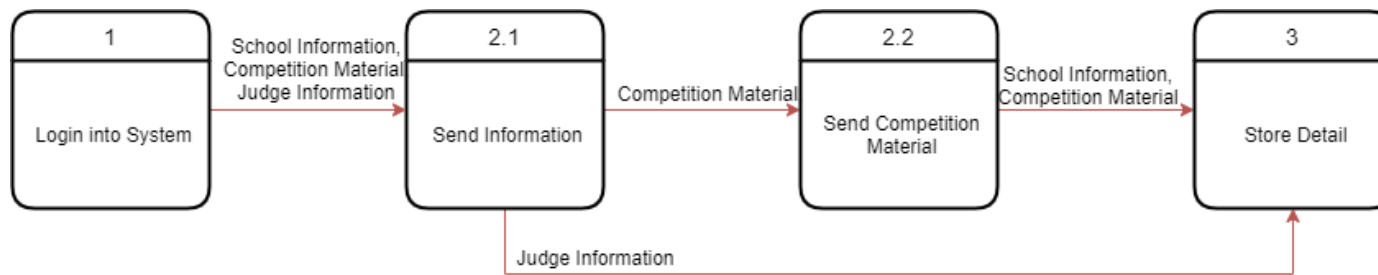 1
Login into System
School Information,
Competition Material
Judge Information
2.1
Send Information
Competition Material
2.2
Send Competition
Material
School Information,
Competition Material
3
Store Detail
Judge Information